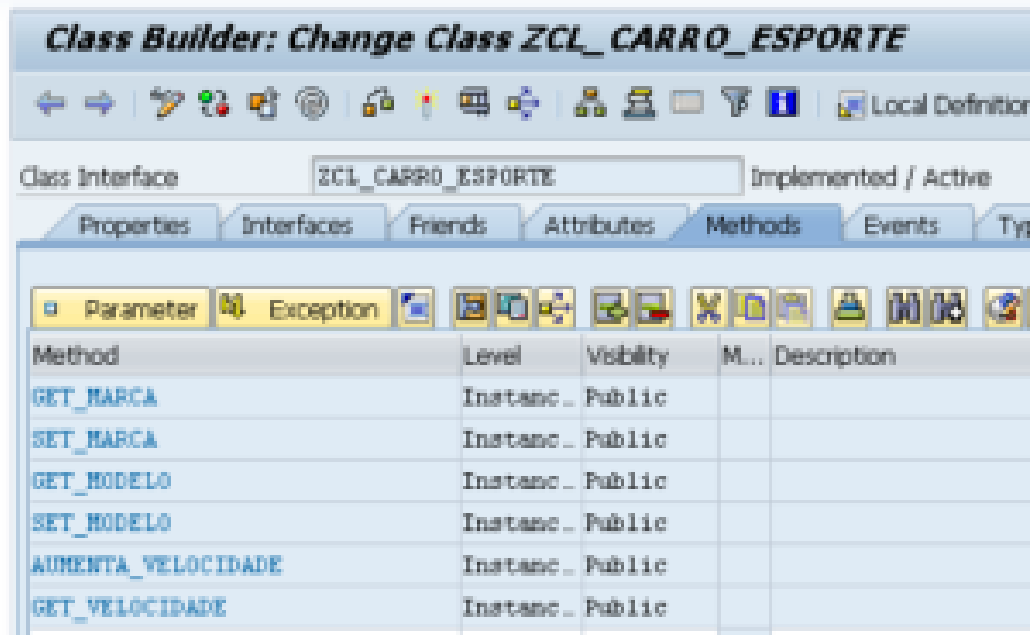 Class Builder: Change Class ZCL_CARRO_ESPORTE
Local Definition
Class Interface ZCL_CARRO_ESPORTE Implemented / Active
Properties Interfaces Friends Attributes Methods Events Typ
Parameter Exception
Method Level Visibility M... Description
GET_MARCA Instanc… Public
SET_MARCA Instanc… Public
GET_MODELO Instanc… Public
SET_MODELO Instanc… Public
AUMENTA_VELOCIDADE Instanc… Public
GET_VELOCIDADE Instanc… Public